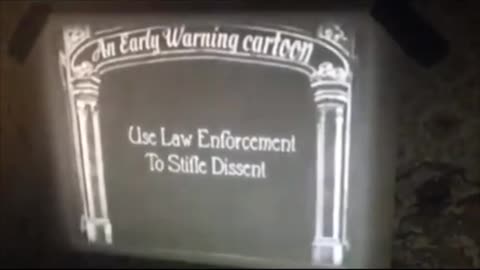 An Early Warning cartoon
Use Law Enforcement
To Stifle Dissent